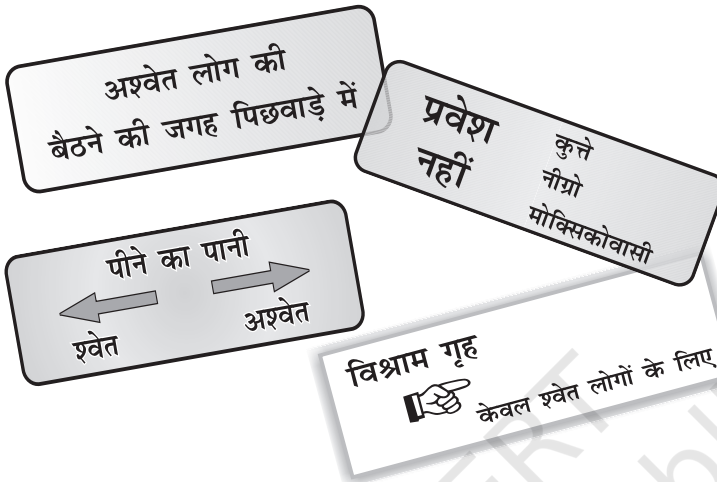 अश्वेत लोग की
बैठने की जगह पिछवाड़े में
प्रवेश
नहीं
कुत्ते
नीग्रो
मोक्सिकोवासी
पीने का पानी
श्वेत
अश्वेत
विश्राम गृह
केवल श्वेत लोगों के लिए